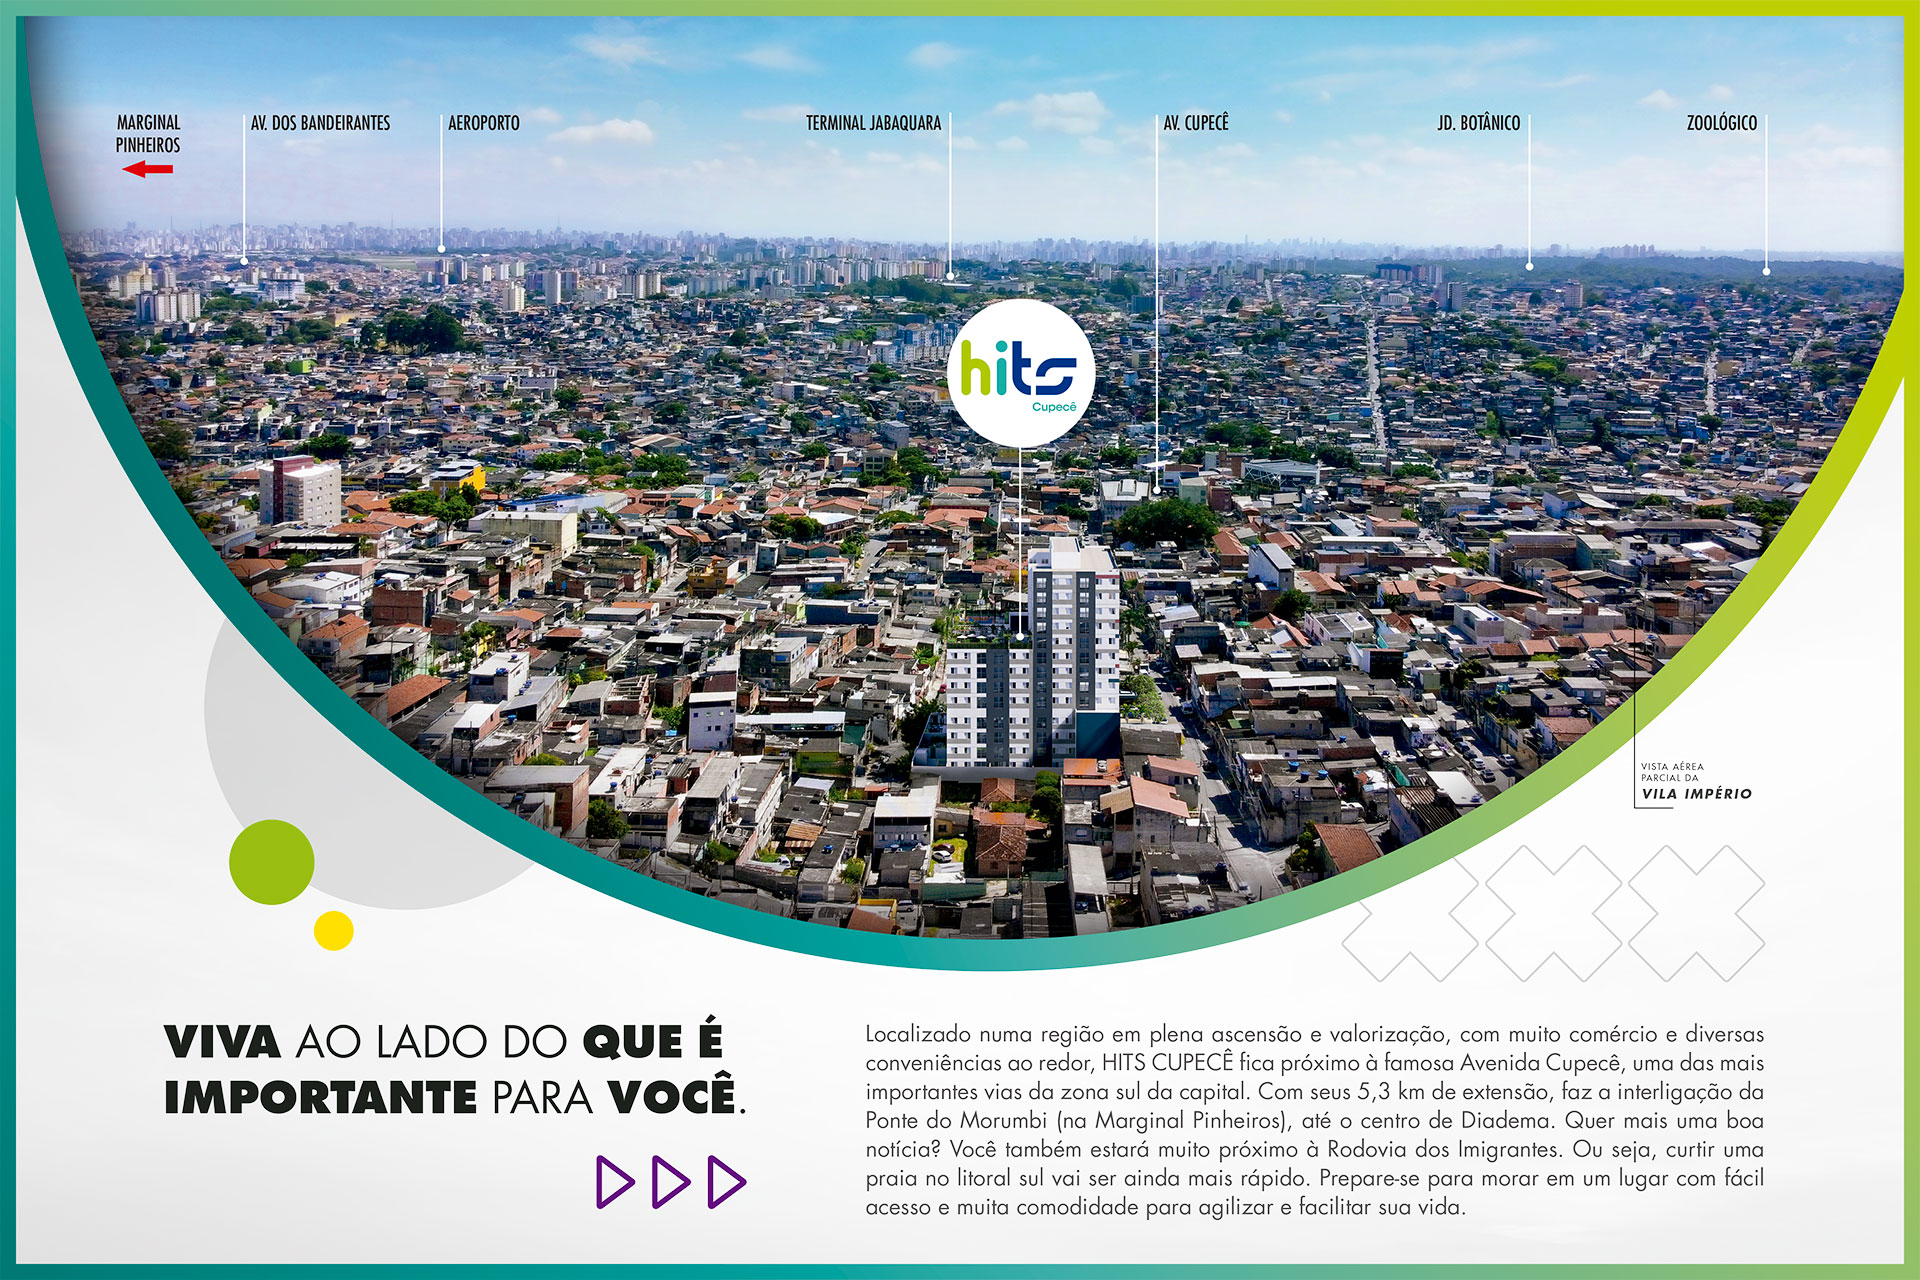 MARGINAL
PINHEIROS
AV. DOS BANDEIRANTES
AEROPORTO
TERMINAL JABAQUARA
AV. CUPECÊ
JD. BOTÂNICO
ZOOLÓGICO
hits
Cupecê
VISTA AÉREA
PARCIAL DA
VILA IMPÉRIO
VIVA AO LADO DO QUE É
IMPORTANTE PARA VOCÊ.
Localizado numa região em plena ascensão e valorização, com muito comércio e diversas
conveniências ao redor, HITS CUPECÊ fica próximo à famosa Avenida Cupecê, uma das mais
importantes vias da zona sul da capital. Com seus 5,3 km de extensão, faz a interligação da
Ponte do Morumbi (na Marginal Pinheiros), até o centro de Diadema. Quer mais uma boa
notícia? Você também estará muito próximo à Rodovia dos Imigrantes. Ou seja, curtir uma
praia no litoral sul vai ser ainda mais rápido. Prepare-se para morar em um lugar com fácil
acesso e muita comodidade para agilizar e facilitar sua vida.